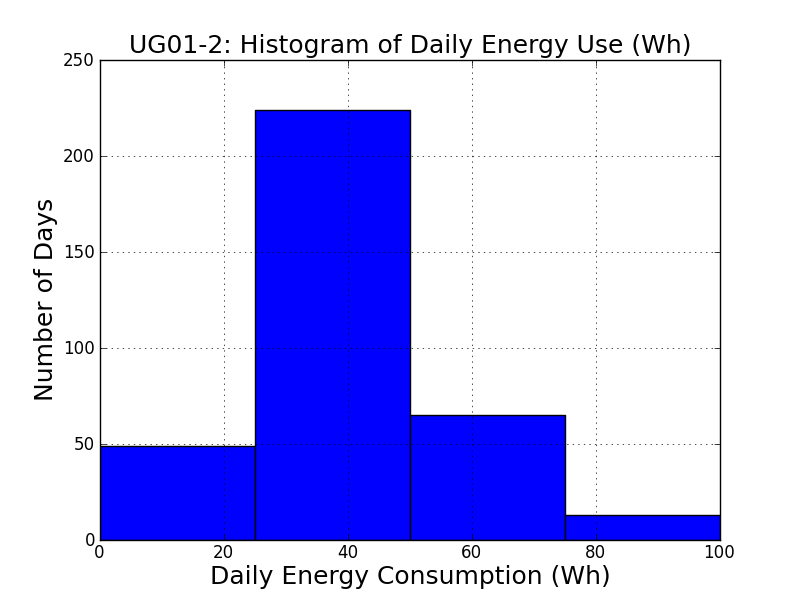 UG01-2: Histogram of Daily Energy Use (Wh)
250
200
150
100
50
0
Number of Days
0 20 40 60 80 100
Daily Energy Consumption (Wh)